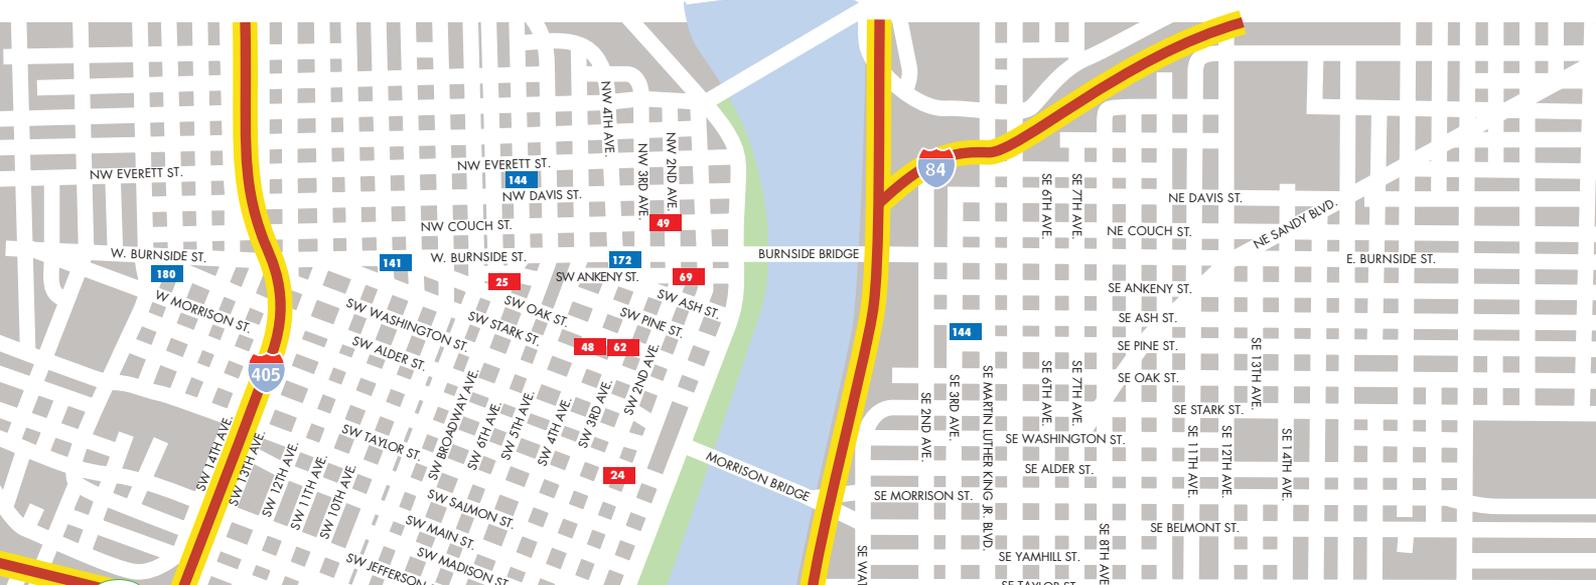 NW 4TH AVE.
NW 3RD AVE.
NW 2ND AVE.
NW EVERETT ST.
NW EVERETT ST.
144
NW DAVIS ST.
49
NW COUCH ST.
W. BURNSIDE ST.
180
141
W. BURNSIDE ST.
172
25
SW ANKENY ST.
69
BURNSIDE BRIDGE
W MORRISON ST.
SW WASHINGTON ST.
SW ALDER ST.
SW OAK ST.
SW STARK ST.
SW PINE ST.
SW ASH ST.
48
62
405
SW 14TH AVE.
SW 13TH AVE.
SW 12TH AVE.
SW 11TH AVE.
SW 10TH AVE.
SW TAYLOR ST.
SW BROADWAY AVE.
SW 6TH AVE.
SW 5TH AVE.
SW 4TH AVE.
SW 3RD AVE.
SW 2ND AVE.
24
MORRISON BRIDGE
SW SALMON ST.
SW MAIN ST.
SW MADISON ST.
SW JEFFERSON
84
SE 6TH AVE.
SE 7TH AVE.
NE DAVIS ST.
NE COUCH ST.
NE SANDY BLVD.
E. BURNSIDE ST.
SE ANKENY ST.
SE ASH ST.
144
SE PINE ST.
SE OAK ST.
SE 13TH AVE.
SE 2ND AVE.
SE 3RD AVE.
SE MARTIN LUTHER KING JR. BLVD.
SE 6TH AVE.
SE 7TH AVE.
SE STARK ST.
SE WASHINGTON ST.
SE 11TH AVE.
SE 12TH AVE.
SE 14TH AVE.
SE ALDER ST.
SE MORRISON ST.
SE BELMONT ST.
SE 8TH AVE
SE YAMHILL ST.
SE TAYLOR ST.
SE WAT